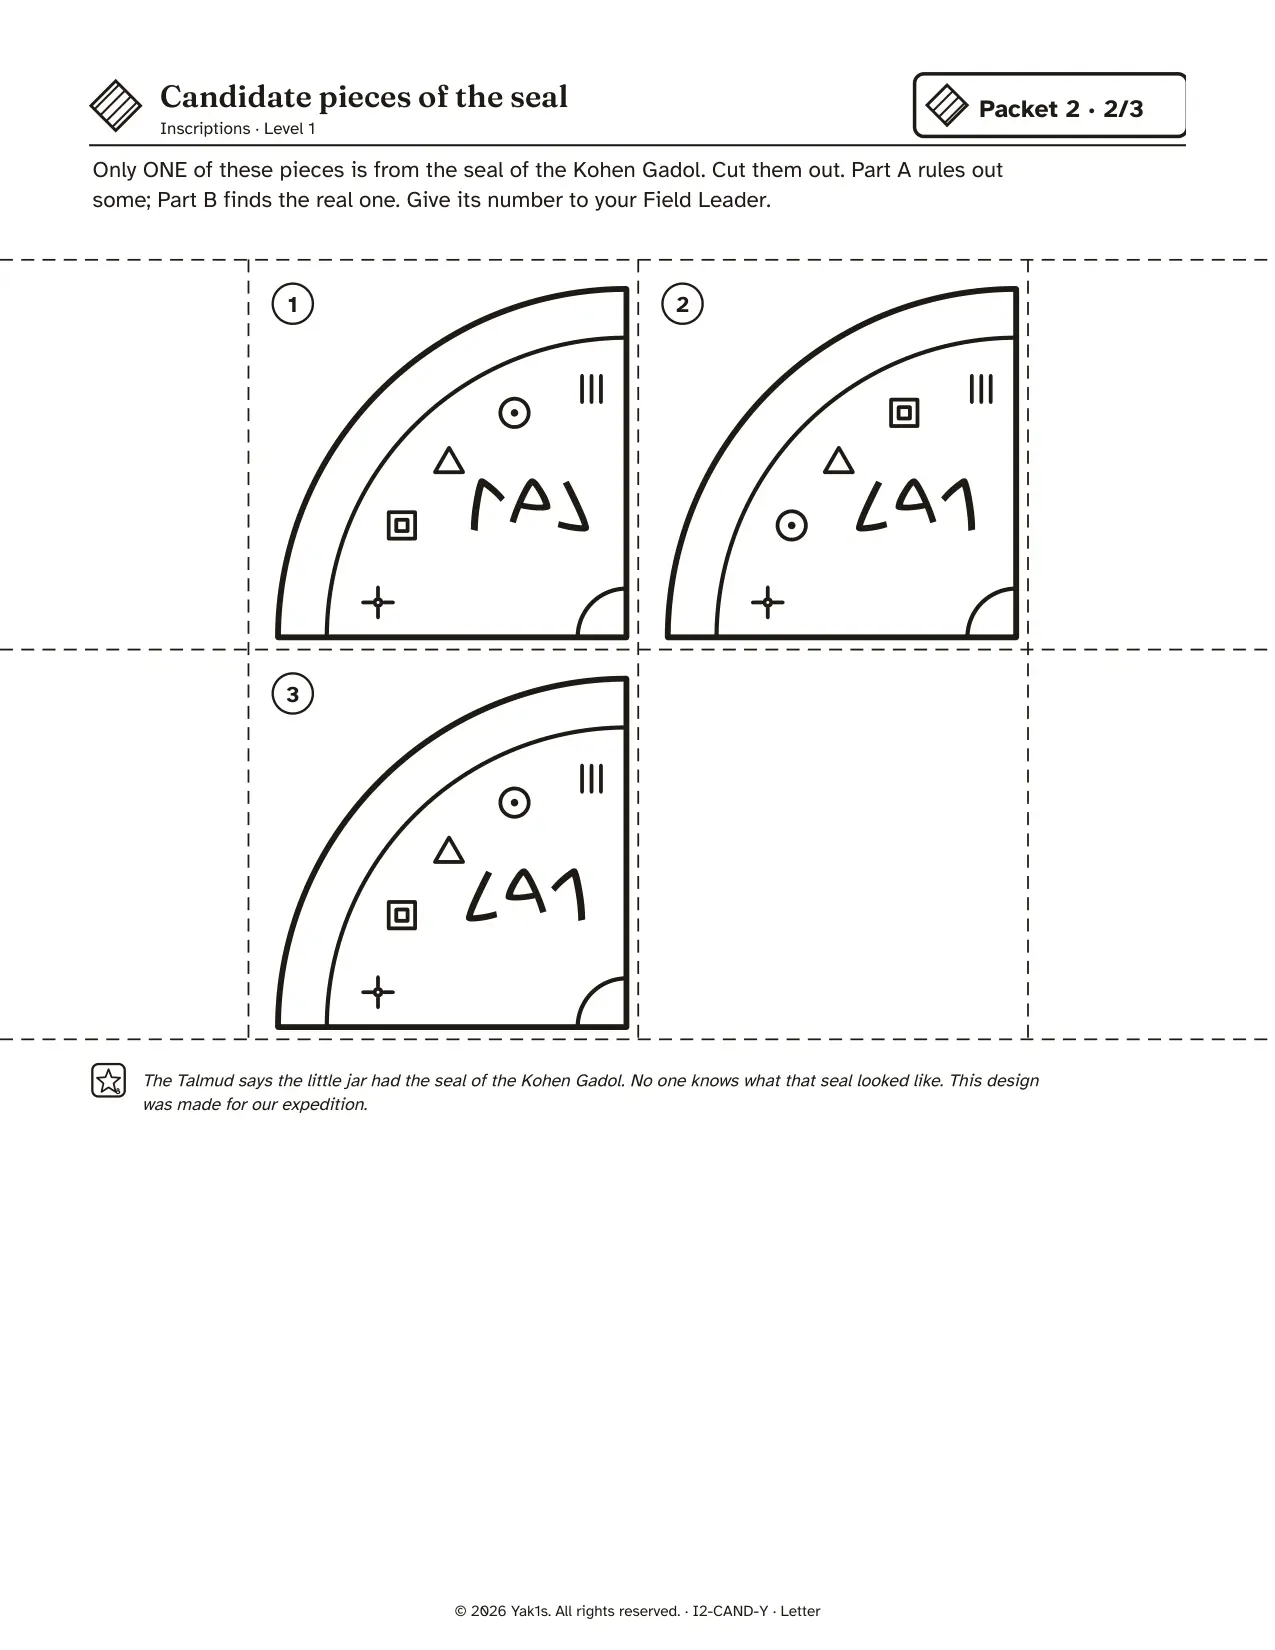 Candidate pieces of the seal
Inscriptions · Level 1
Packet 2 · 2/3
Only ONE of these pieces is from the seal of the Kohen Gadol. Cut them out. Part A rules out
some; Part B finds the real one. Give its number to your Field Leader.
1
2
3
The Talmud says the little jar had the seal of the Kohen Gadol. No one knows what that seal looked like. This design
was made for our expedition.
© 2026 Yak1s. All rights reserved. · I2-CAND-Y · Letter